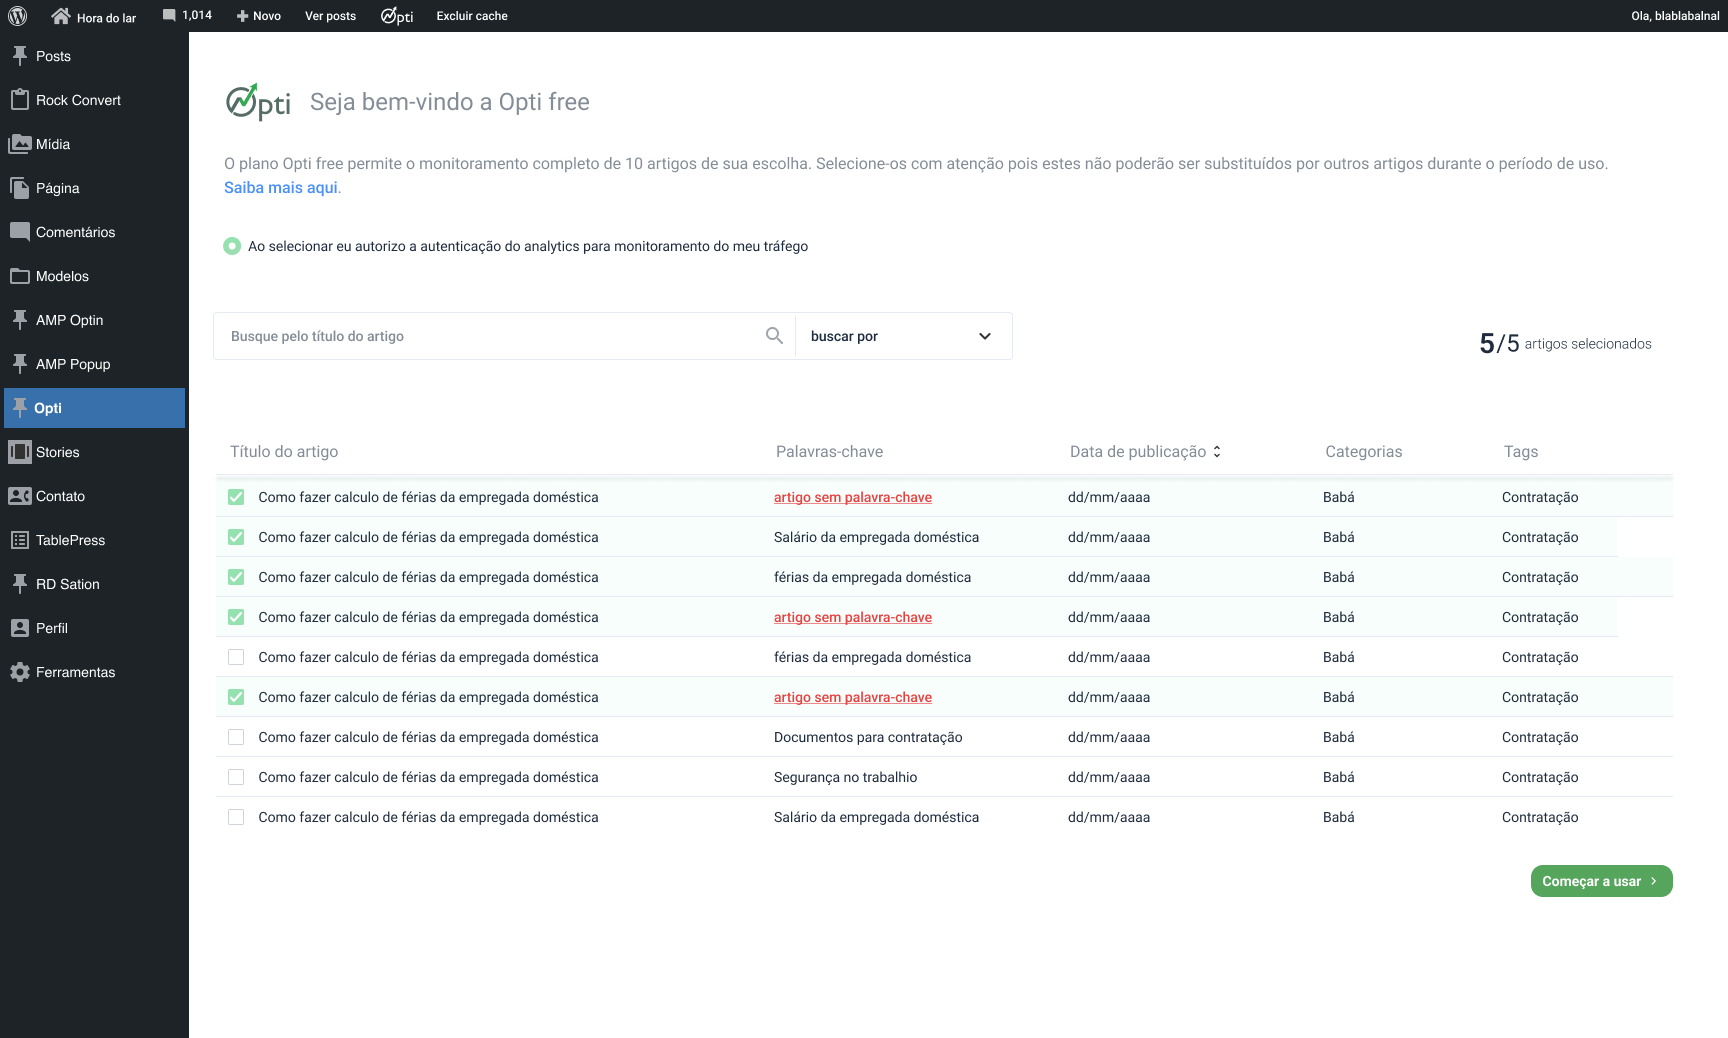 Hora do lar 1,014 Novo Ver posts Opti Excluir cache Ola, blablabalnal
Posts
Rock Convert
Mídia
Página
Comentários
Modelos
AMP Optin
AMP Popup
Opti
Stories
Contato
TablePress
RD Sation
Perfil
Ferramentas
Opti Seja bem-vindo a Opti free
O plano Opti free permite o monitoramento completo de 10 artigos de sua escolha. Selecione-os com atenção pois estes não poderão ser substituídos por outros artigos durante o período de uso.
Saiba mais aqui.
Ao selecionar eu autorizo a autenticação do analytics para monitoramento do meu tráfego
Busque pelo título do artigo buscar por 5/5 artigos selecionados
Título do artigo Palavras-chave Data de publicação Categorias Tags
Como fazer calculo de férias da empregada doméstica artigo sem palavra-chave dd/mm/aaaa Babá Contratação
Como fazer calculo de férias da empregada doméstica Salário da empregada doméstica dd/mm/aaaa Babá Contratação
Como fazer calculo de férias da empregada doméstica férias da empregada doméstica dd/mm/aaaa Babá Contratação
Como fazer calculo de férias da empregada doméstica artigo sem palavra-chave dd/mm/aaaa Babá Contratação
Como fazer calculo de férias da empregada doméstica férias da empregada doméstica dd/mm/aaaa Babá Contratação
Como fazer calculo de férias da empregada doméstica artigo sem palavra-chave dd/mm/aaaa Babá Contratação
Como fazer calculo de férias da empregada doméstica Documentos para contratação dd/mm/aaaa Babá Contratação
Como fazer calculo de férias da empregada doméstica Segurança no trabalhio dd/mm/aaaa Babá Contratação
Como fazer calculo de férias da empregada doméstica Salário da empregada doméstica dd/mm/aaaa Babá Contratação
Começar a usar